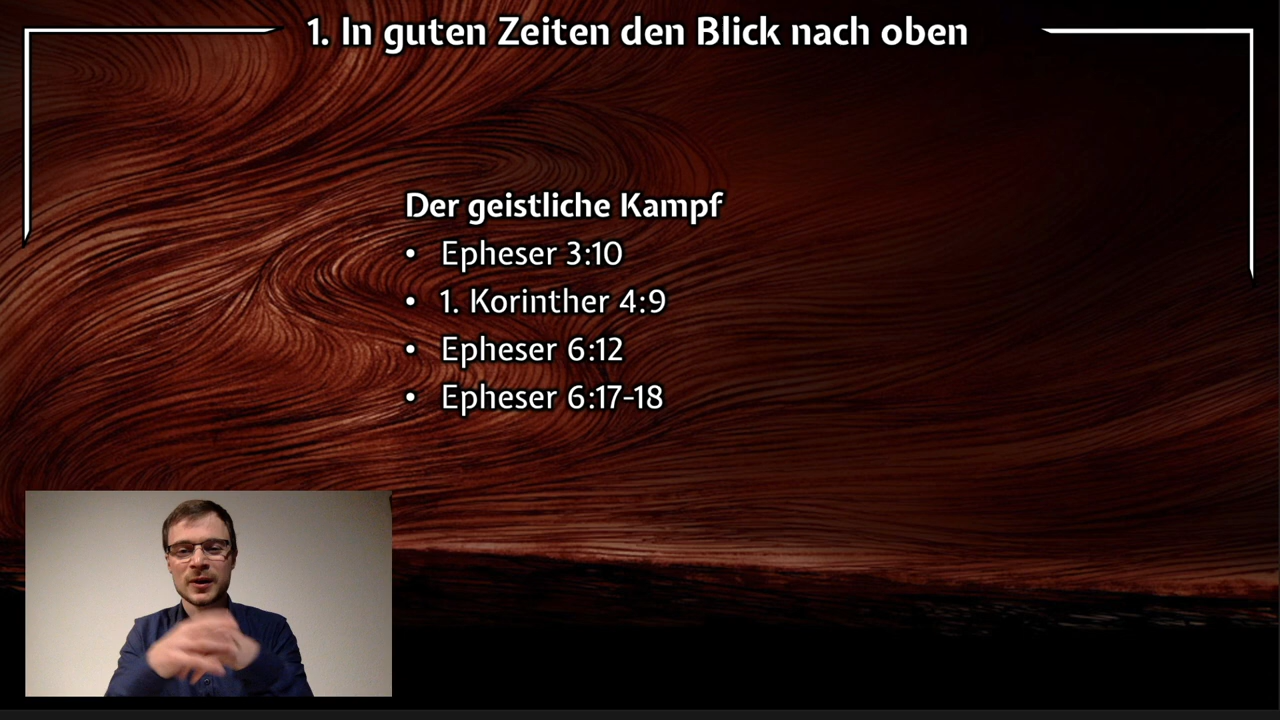 1. In guten Zeiten den Blick nach oben
Der geistliche Kampf
• Epheser 3:10
• 1. Korinther 4:9
• Epheser 6:12
• Epheser 6:17-18